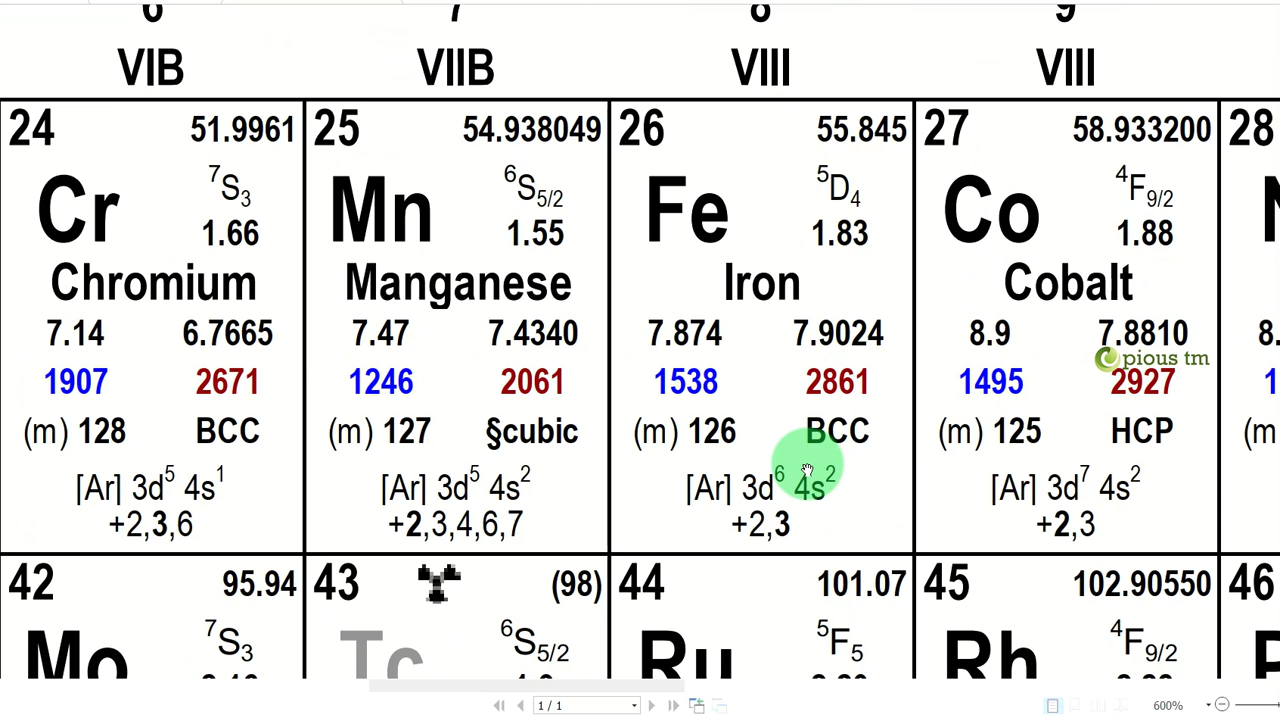 6 7 8 9
VIB VIIB VIII VIII
24 51.9961 25 54.938049 26 55.845 27 58.933200 28
Cr ⁷S₃ Mn ⁶S₅/₂ Fe ⁵D₄ Co ⁴F₉/₂
1.66 1.55 1.83 1.88
Chromium Manganese Iron Cobalt
7.14 6.7665 7.47 7.4340 7.874 7.9024 8.9 7.8810 8.
pious tm
1907 2671 1246 2061 1538 2861 1495 2927 1
(m) 128 BCC (m) 127 §cubic (m) 126 BCC (m) 125 HCP (m)
[Ar] 3d⁵ 4s¹ [Ar] 3d⁵ 4s² [Ar] 3d⁶ 4s² [Ar] 3d⁷ 4s²
+2,3,6 +2,3,4,6,7 +2,3 +2,3
42 95.94 43 (98) 44 101.07 45 102.90550 46
Mo ⁷S₃ Tc ⁶S₅/₂ Ru ⁵F₅ Rh ⁴F₉/₂
1 / 1 600%